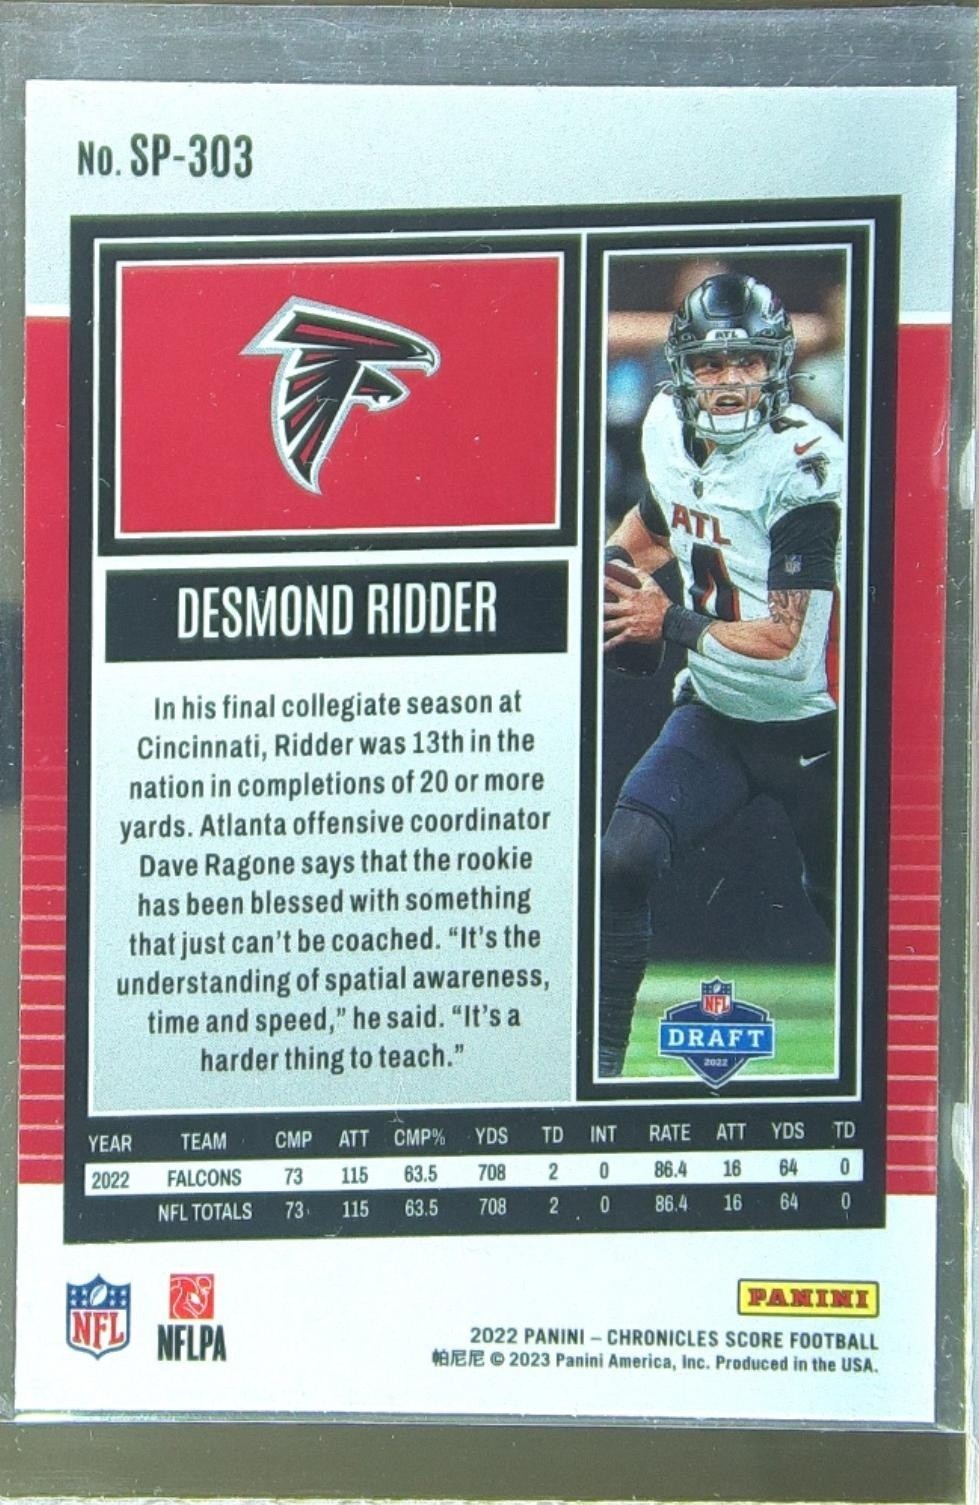 No. SP-303
ATL
ATL
4
DESMOND RIDDER
In his final collegiate season at
Cincinnati, Ridder was 13th in the
nation in completions of 20 or more
yards. Atlanta offensive coordinator
Dave Ragone says that the rookie
has been blessed with something
that just can't be coached. “It's the
understanding of spatial awareness,
time and speed,” he said. “It's a
harder thing to teach.”
NFL
DRAFT
2022
YEAR TEAM CMP ATT CMP% YDS TD INT RATE ATT YDS TD
2022 FALCONS 73 115 63.5 708 2 0 86.4 16 64 0
NFL TOTALS 73 115 63.5 708 2 0 86.4 16 64 0
NFL
NFLPA
PANINI
2022 PANINI – CHRONICLES SCORE FOOTBALL
帕尼尼 © 2023 Panini America, Inc. Produced in the USA.